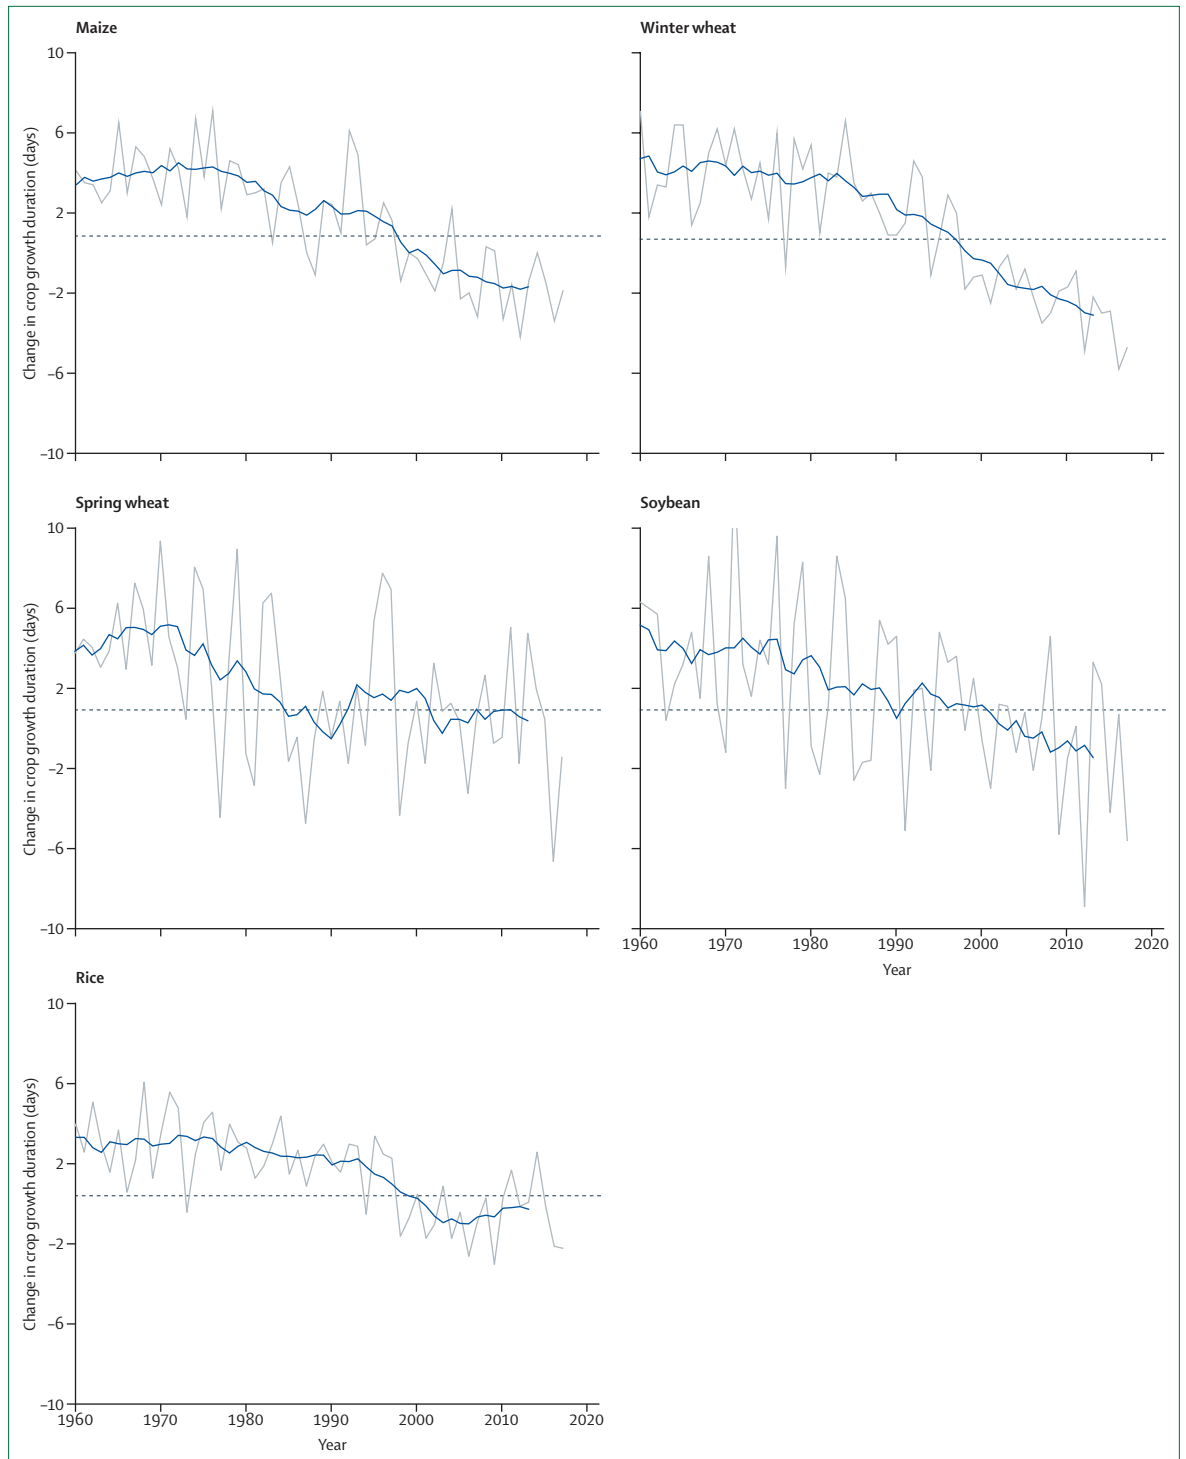 Maize
10
6
2
–2
–6
–10
Change in crop growth duration (days)
Winter wheat
Spring wheat
10
6
2
–2
–6
–10
Change in crop growth duration (days)
Soybean
1960 1970 1980 1990 2000 2010 2020
Year
Rice
10
6
2
–2
–6
–10
Change in crop growth duration (days)
1960 1970 1980 1990 2000 2010 2020
Year